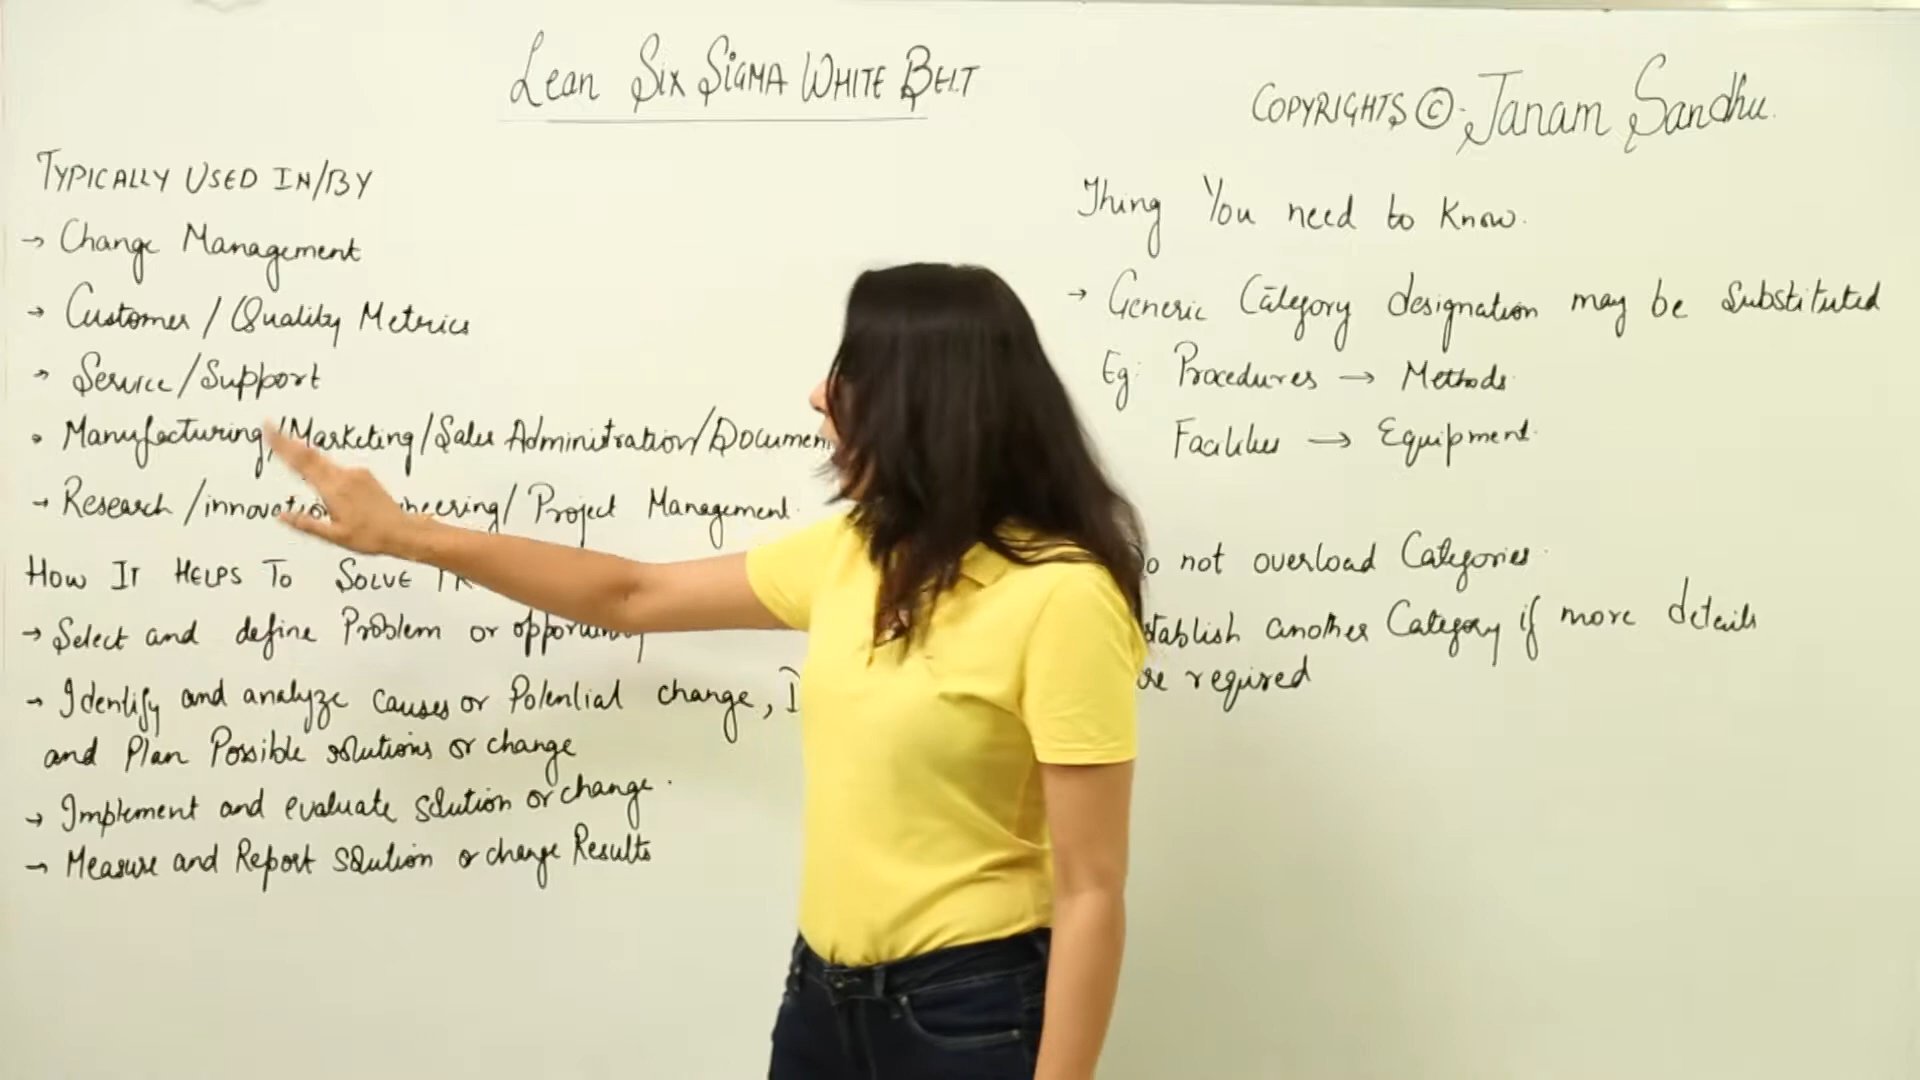 Lean Six Sigma White Belt
COPYRIGHTS © Janam Sandhu.
TYPICALLY USED IN/BY
→ Change Management
→ Customer / Quality Metrics
→ Service/Support
• Manufacturing/Marketing/Sales Administration/
→ Research / Project Management.
HOW IT HELPS TO SOLVE
→ Select and define Problem or opportunity
→ Identify and analyze causes or Potential change,
and Plan Possible solutions or change
→ Implement and evaluate solution or change.
→ Measure and Report solution or change Results
Thing You need to Know.
→ Generic Category designation may be Substituted
Eg: Procedures → Methods.
Facilities → Equipment.
not overload Categories.
another Category if more details
required